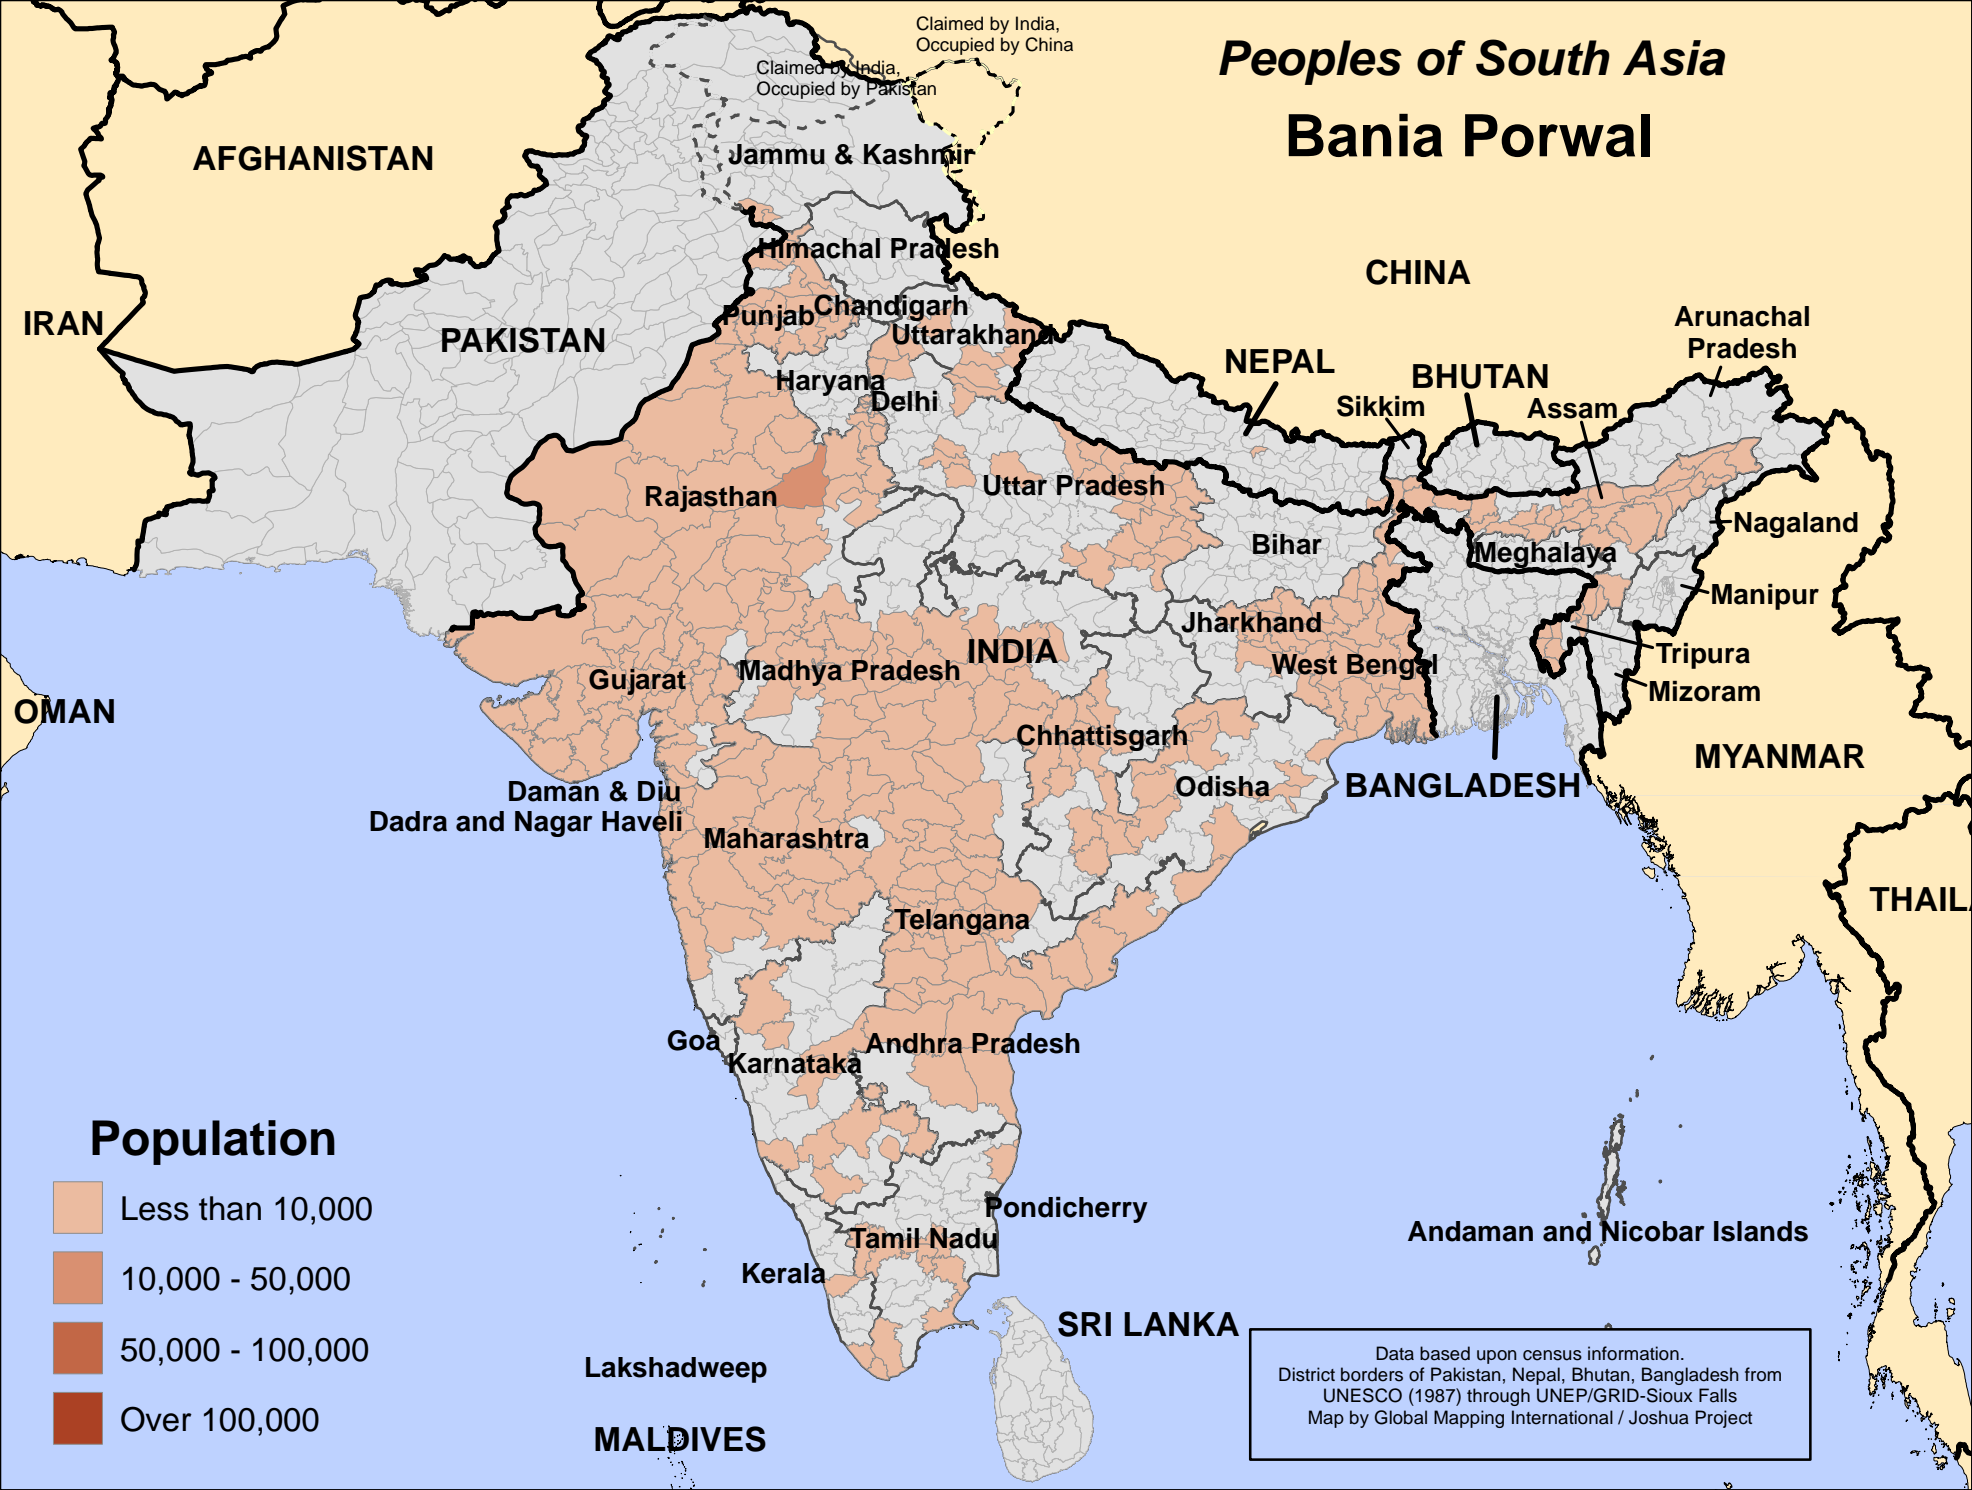 Claimed by India,
Occupied by China
Peoples of South Asia
Bania Porwal
Claimed by India,
Occupied by Pakistan
AFGHANISTAN
Jammu & Kashmir
Himachal Pradesh
CHINA
IRAN
PAKISTAN
Punjab
Chandigarh
Uttarakhand
Arunachal
Pradesh
NEPAL
BHUTAN
Haryana
Delhi
Sikkim
Assam
Rajasthan
Uttar Pradesh
Nagaland
Bihar
Meghalaya
Manipur
Jharkhand
INDIA
West Bengal
Tripura
Madhya Pradesh
Gujarat
Mizoram
OMAN
Chhattisgarh
MYANMAR
Odisha
BANGLADESH
Daman & Diu
Dadra and Nagar Haveli
Maharashtra
THAIL
Telangana
Goa
Karnataka
Andhra Pradesh
Population
Less than 10,000
10,000 - 50,000
50,000 - 100,000
Over 100,000
Pondicherry
Tamil Nadu
Andaman and Nicobar Islands
Kerala
SRI LANKA
Lakshadweep
MALDIVES
Data based upon census information.
District borders of Pakistan, Nepal, Bhutan, Bangladesh from
UNESCO (1987) through UNEP/GRID-Sioux Falls
Map by Global Mapping International / Joshua Project